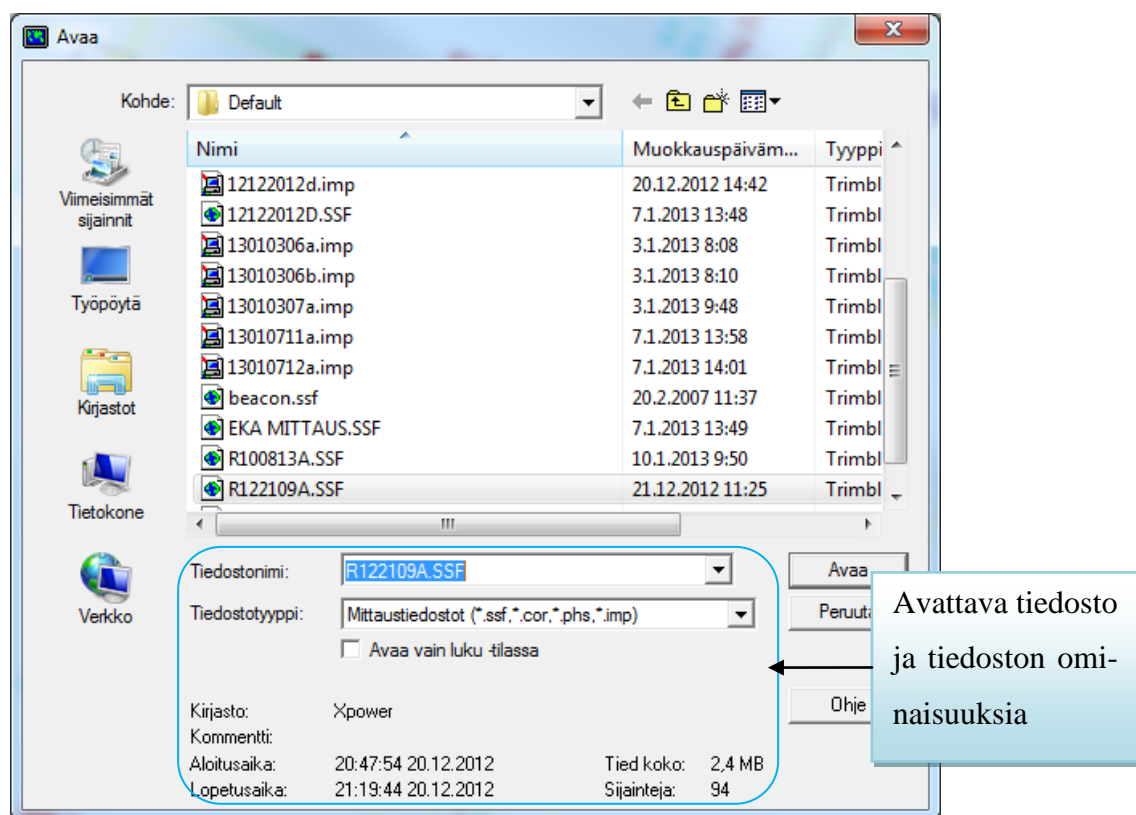 Avaa
Kohde: Default
Nimi Muokkauspäiväm... Tyyppi
12122012d.imp 20.12.2012 14:42 Trimbl
12122012D.SSF 7.1.2013 13:48 Trimbl
13010306a.imp 3.1.2013 8:08 Trimbl
13010306b.imp 3.1.2013 8:10 Trimbl
13010307a.imp 3.1.2013 9:48 Trimbl
13010711a.imp 7.1.2013 13:58 Trimbl
13010712a.imp 7.1.2013 14:01 Trimbl
beacon.ssf 20.2.2007 11:37 Trimbl
EKA MITTAUS.SSF 7.1.2013 13:49 Trimbl
R100813A.SSF 10.1.2013 9:50 Trimbl
R122109A.SSF 21.12.2012 11:25 Trimbl
Viimeisimmät
sijainnit
Työpöytä
Kirjastot
Tietokone
Verkko
Tiedostonimi: R122109A.SSF Avaa
Tiedostotyyppi: Mittaustiedostot (*.ssf,*.cor,*.phs,*.imp) Peruuta
Avaa vain luku -tilassa
Ohje
Kirjasto: Xpower
Kommentti:
Aloitusaika: 20:47:54 20.12.2012 Tied koko: 2,4 MB
Lopetusaika: 21:19:44 20.12.2012 Sijainteja: 94
Avattava tiedosto
ja tiedoston omi-
naisuuksia